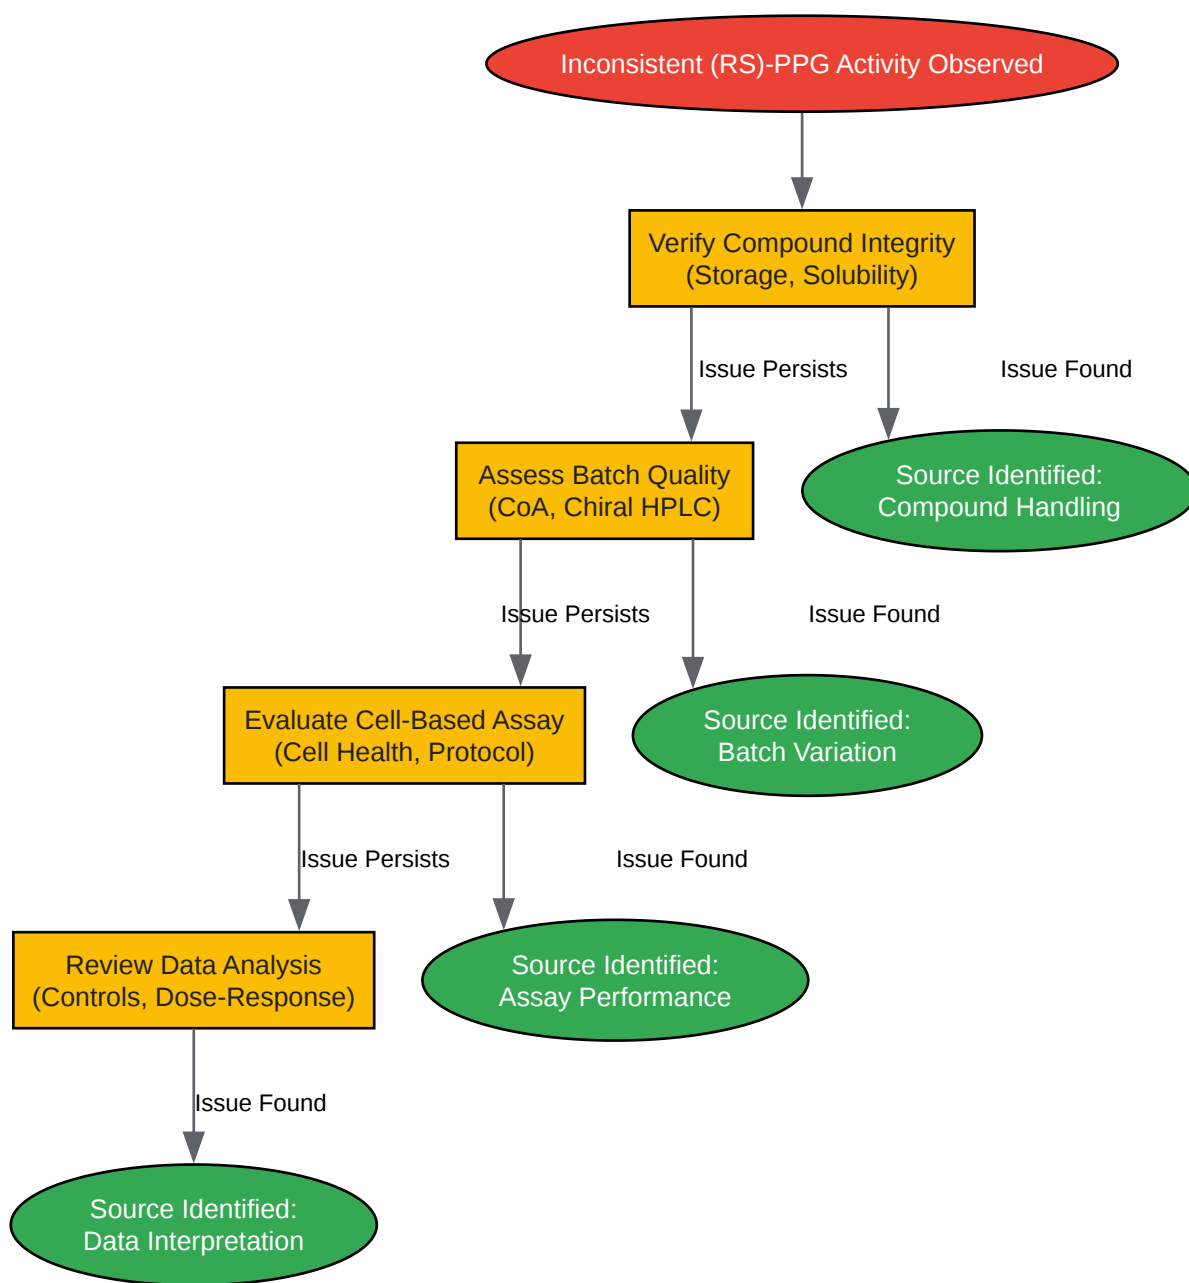 Inconsistent (RS)-PPG Activity Observed
Verify Compound Integrity
(Storage, Solubility)
Issue Persists
Issue Found
Assess Batch Quality
(CoA, Chiral HPLC)
Source Identified:
Compound Handling
Issue Persists
Issue Found
Evaluate Cell-Based Assay
(Cell Health, Protocol)
Source Identified:
Batch Variation
Issue Persists
Issue Found
Review Data Analysis
(Controls, Dose-Response)
Source Identified:
Assay Performance
Issue Found
Source Identified:
Data Interpretation